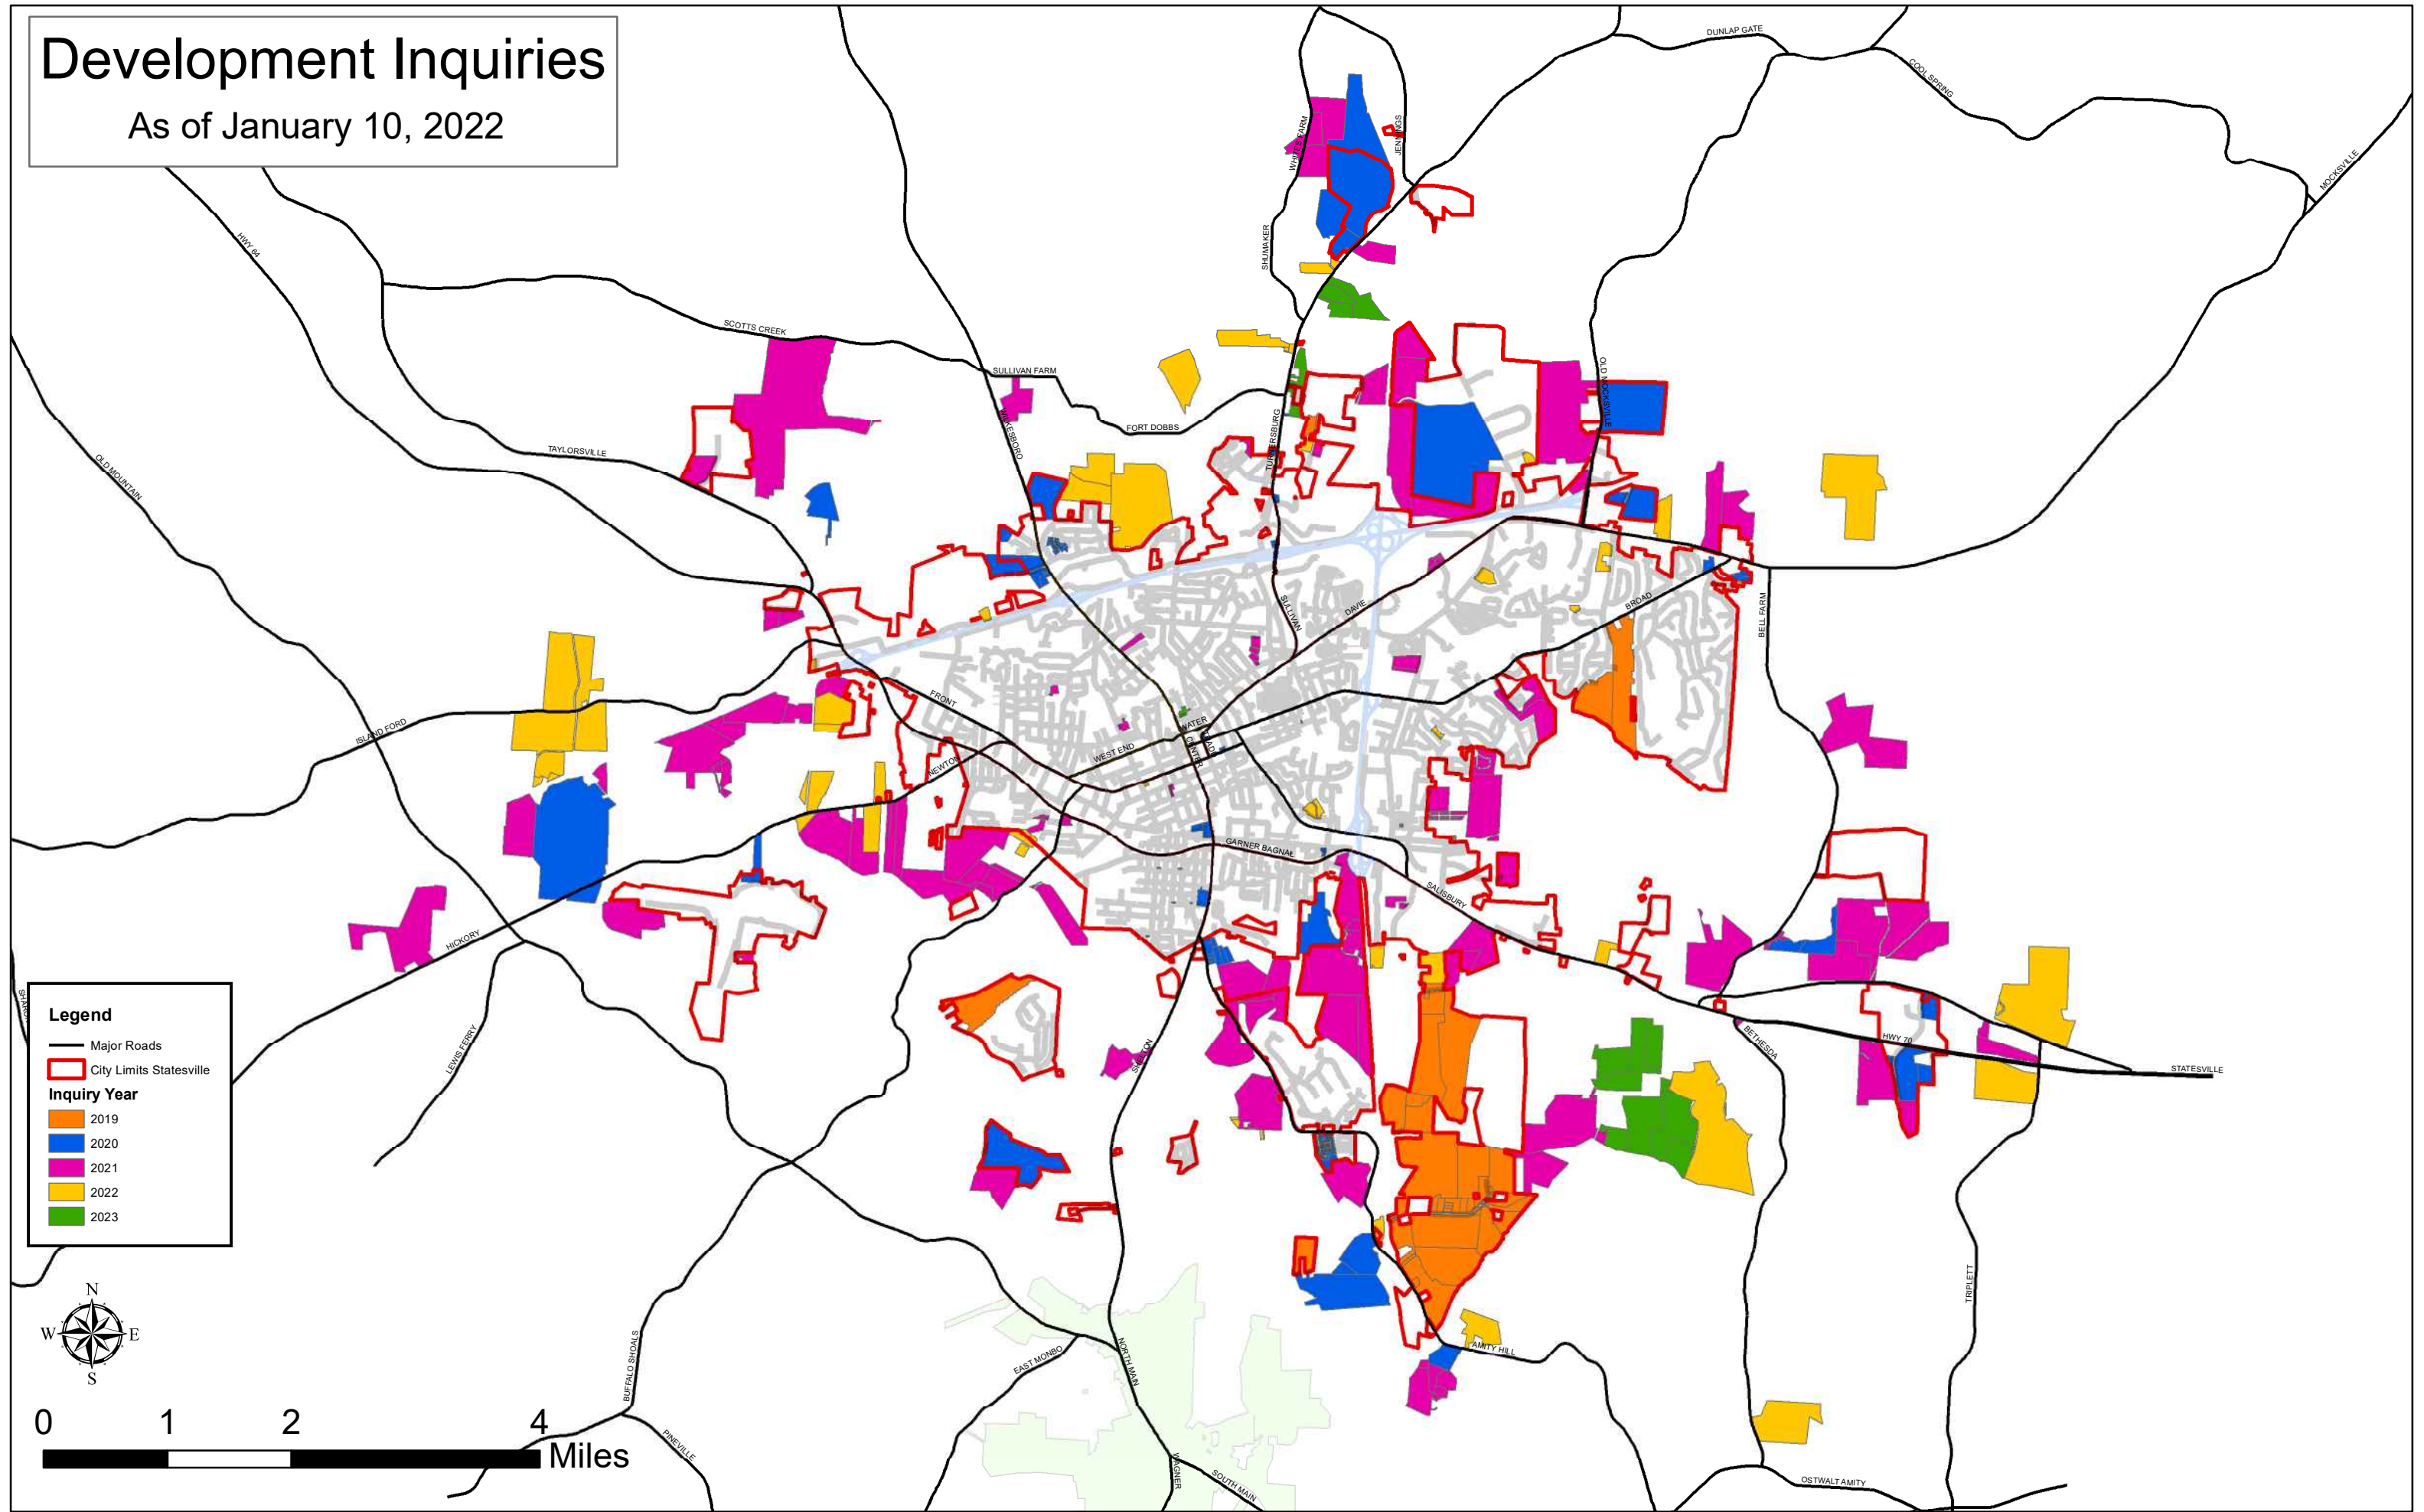 Development Inquiries
As of January 10, 2022
DUNLAP GATE
COOL SPRING
MOCKSVILLE
WHITES FARM
JENNINGS
SHUMAKER
HWY 64
SCOTTS CREEK
SULLIVAN FARM
OLD MOCKSVILLE
WILKESBORO
FORT DOBBS
TURNERSBURG
TAYLORSVILLE
OLD MOUNTAIN
SULLIVAN
DAVIE
BROAD
BELL FARM
ISLAND FORD
FRONT
WATER
CENTER
WEST END
NEWTON
GARNER BAGNAL
SALISBURY
HICKORY
LEWIS FERRY
SHELTON
BETHESDA
HWY 70
STATESVILLE
TRIPLETT
AMITY HILL
BUFFALO SHOALS
EAST MONBO
NORTH MAIN
PINEVILLE
WAGNER
SOUTH MAIN
OSTWALT AMITY
Legend
Major Roads
City Limits Statesville
Inquiry Year
2019
2020
2021
2022
2023
N
W E
S
0 1 2 4
Miles